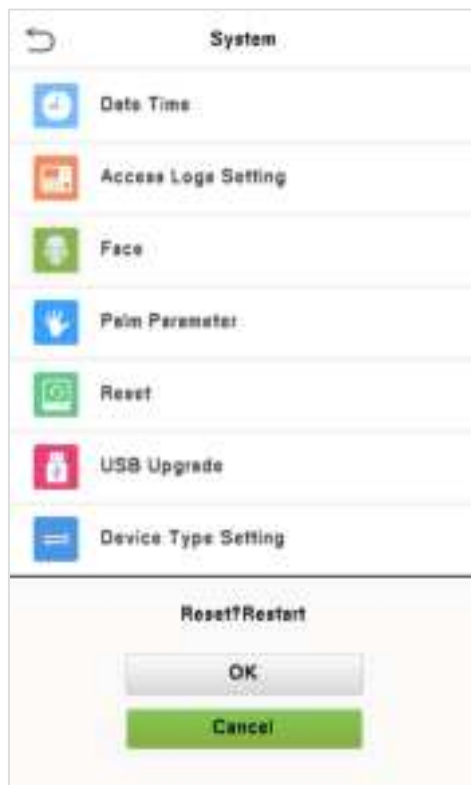 System
Date Time
Access Logs Setting
Face
Palm Parameter
Reset
USB Upgrade
Device Type Setting
Reset?Restart
OK
Cancel